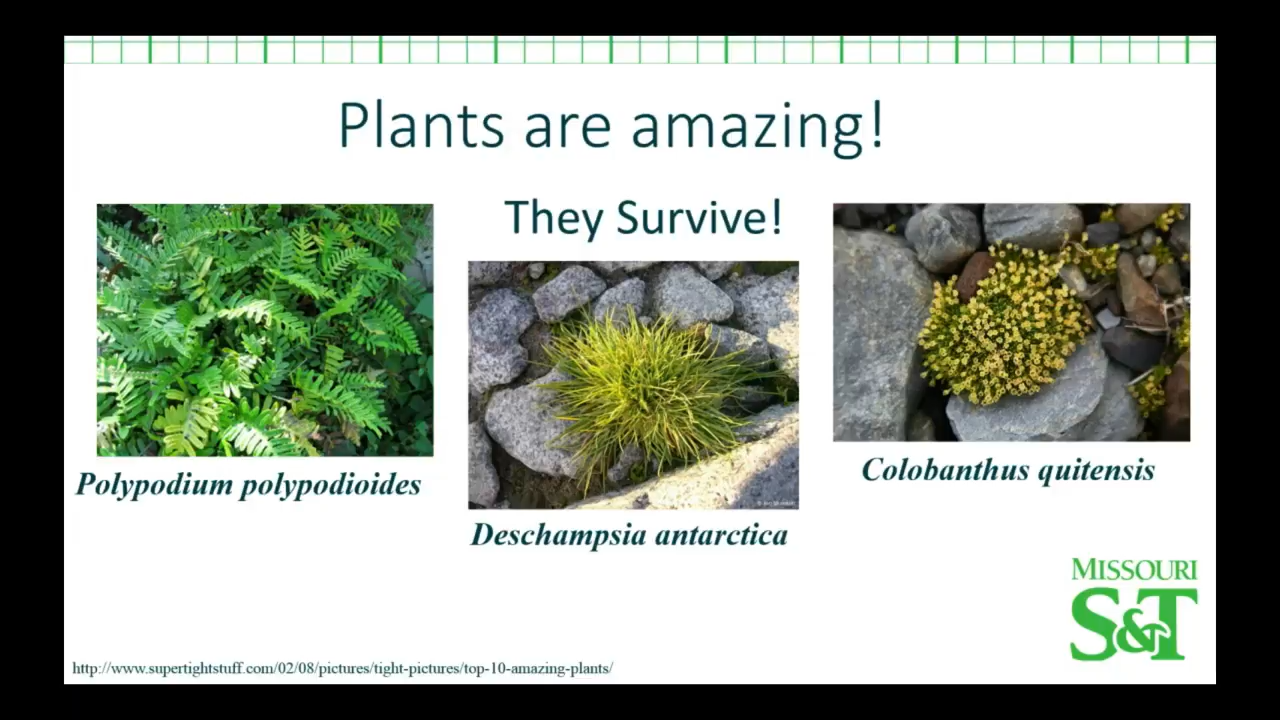 Plants are amazing!
They Survive!
Polypodium polypodioides
Deschampsia antarctica
Colobanthus quitensis
MISSOURI
S&T
http://www.supertightstuff.com/02/08/pictures/tight-pictures/top-10-amazing-plants/